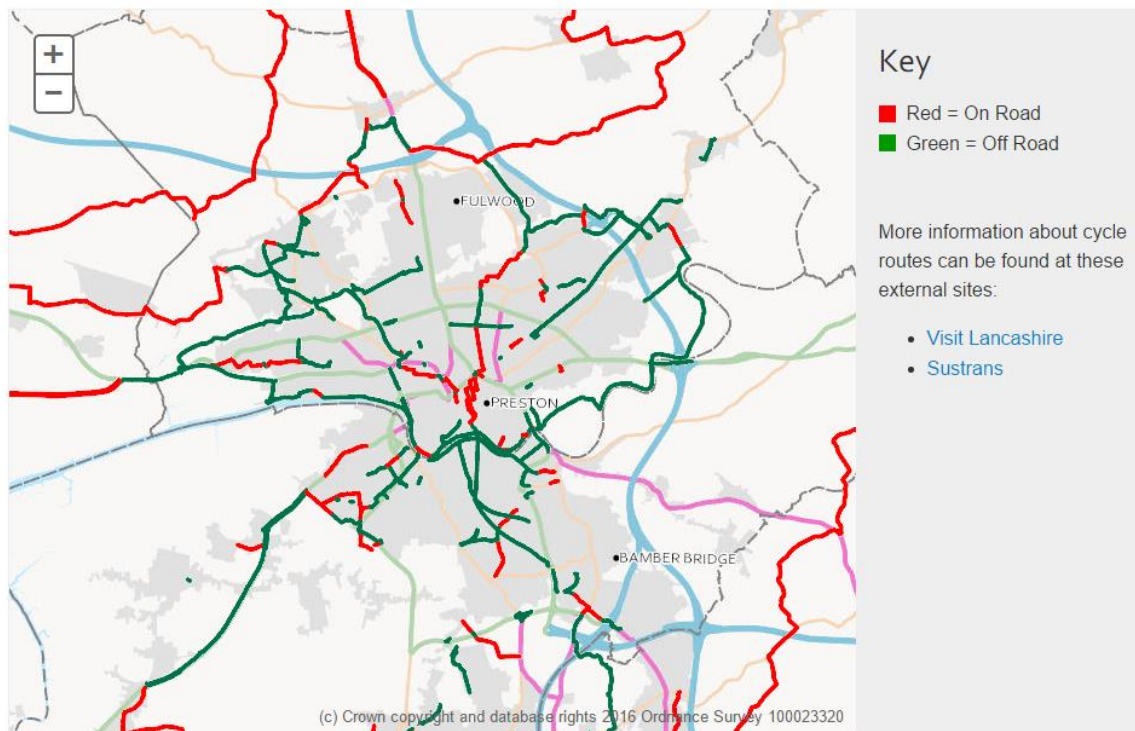 +
−
FULWOOD
PRESTON
BAMBER BRIDGE
(c) Crown copyright and database rights 2016 Ordnance Survey 100023320
Key
Red = On Road
Green = Off Road
More information about cycle
routes can be found at these
external sites:
• Visit Lancashire
• Sustrans